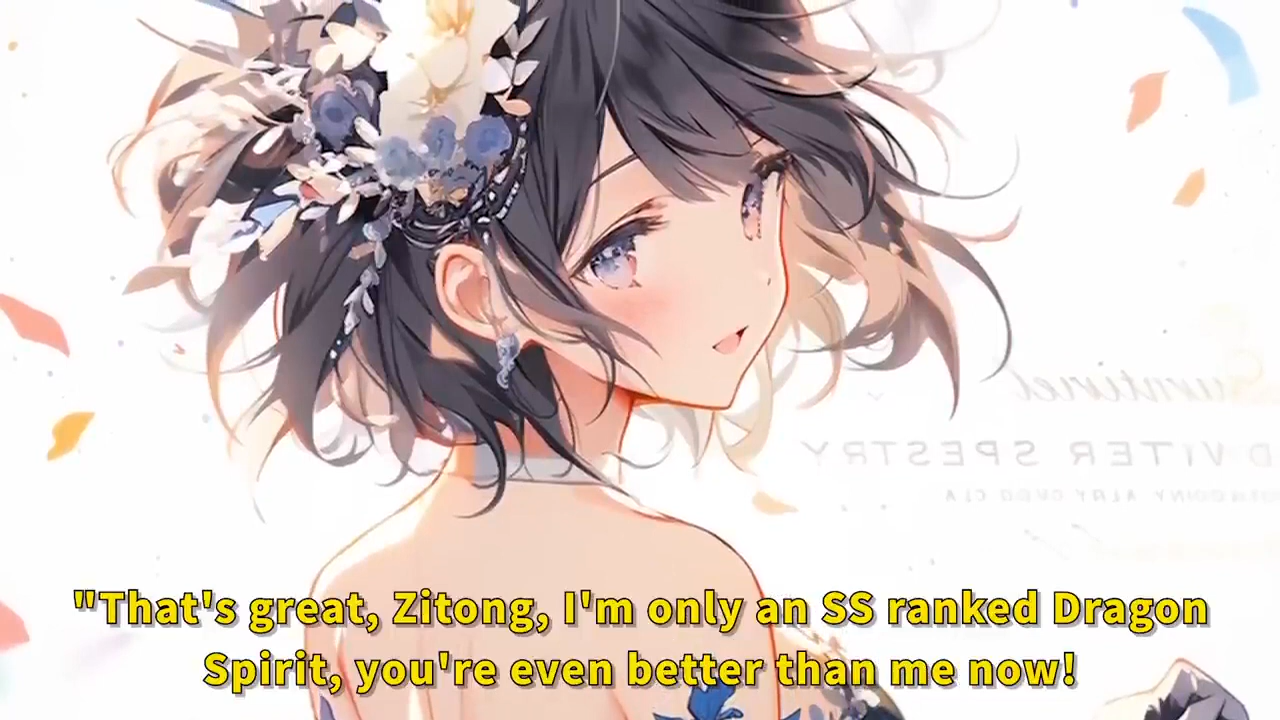 "That's great, Zitong, I'm only an SS ranked Dragon
Spirit, you're even better than me now!